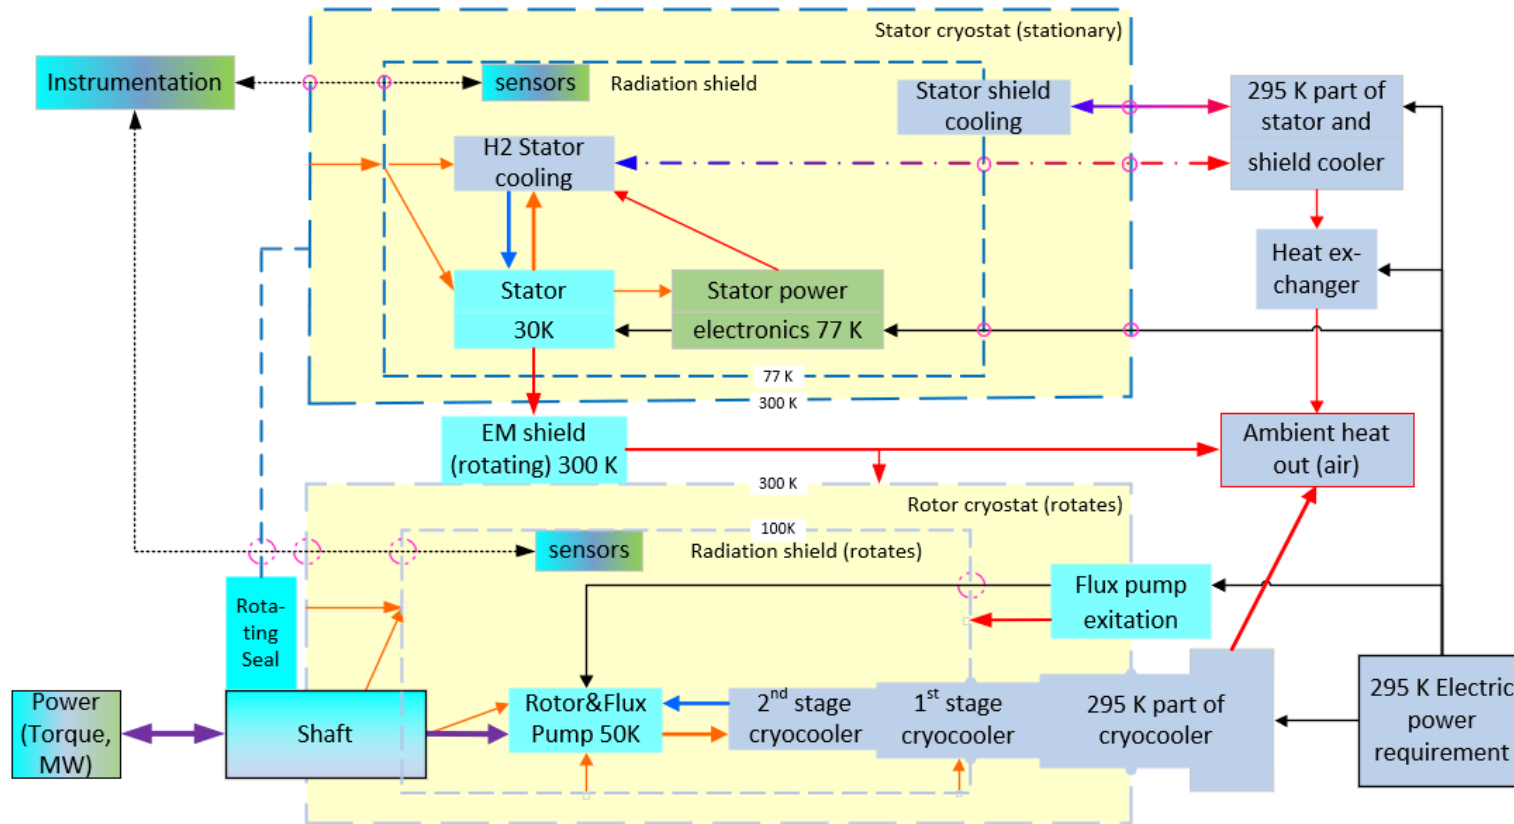 Stator cryostat (stationary)
Instrumentation
sensors
Radiation shield
Stator shield
cooling
295 K part of
stator and
shield cooler
H2 Stator
cooling
Heat ex-
changer
Stator
30K
Stator power
electronics 77 K
77 K
300 K
EM shield
(rotating) 300 K
Ambient heat
out (air)
300 K
Rotor cryostat (rotates)
100K
sensors
Radiation shield (rotates)
Rota-
ting
Seal
Flux pump
exitation
Power
(Torque,
MW)
Shaft
Rotor&Flux
Pump 50K
2nd stage
cryocooler
1st stage
cryocooler
295 K part of
cryocooler
295 K Electric
power
requirement